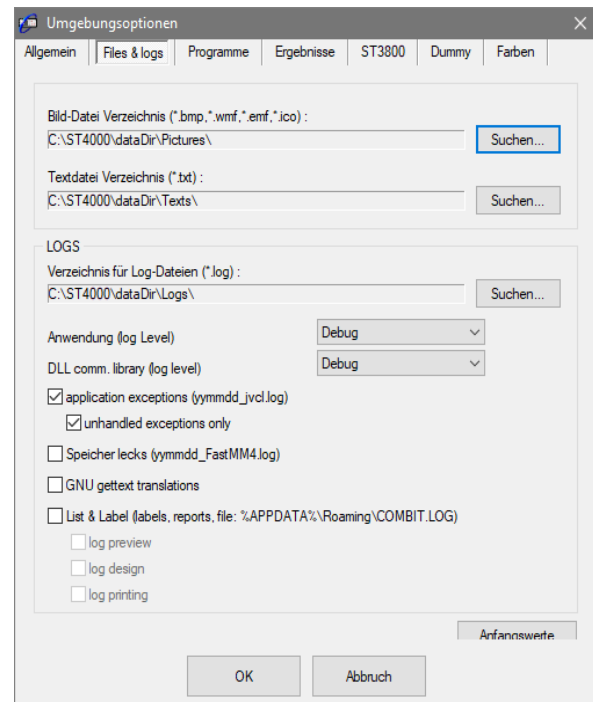 Umgebungsoptionen
Allgemein Files & logs Programme Ergebnisse ST3800 Dummy Farben
Bild-Datei Verzeichnis (*.bmp,*.wmf,*.emf,*.ico) :
C:\ST4000\dataDir\Pictures\ Suchen...
Textdatei Verzeichnis (*.txt) :
C:\ST4000\dataDir\Texts\ Suchen...
LOGS
Verzeichnis für Log-Dateien (*.log) :
C:\ST4000\dataDir\Logs\ Suchen...
Anwendung (log Level) Debug
DLL comm. library (log level) Debug
application exceptions (yymmdd_jvcl.log)
unhandled exceptions only
Speicher lecks (yymmdd_FastMM4.log)
GNU gettext translations
List & Label (labels, reports, file: %APPDATA%\Roaming\COMBIT.LOG)
log preview
log design
log printing
Anfangswerte
OK Abbruch